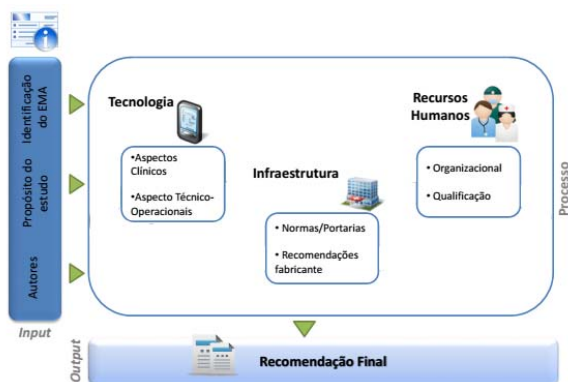 Identificação
do EMA
Propósito do
estudo
Autores
Input
Tecnologia
•Aspectos
Clínicos
•Aspecto Técnico-
Operacionais
Infraestrutura
• Normas/Portarias
• Recomendações
fabricante
Recursos
Humanos
• Organizacional
• Qualificação
Processo
Output
Recomendação Final